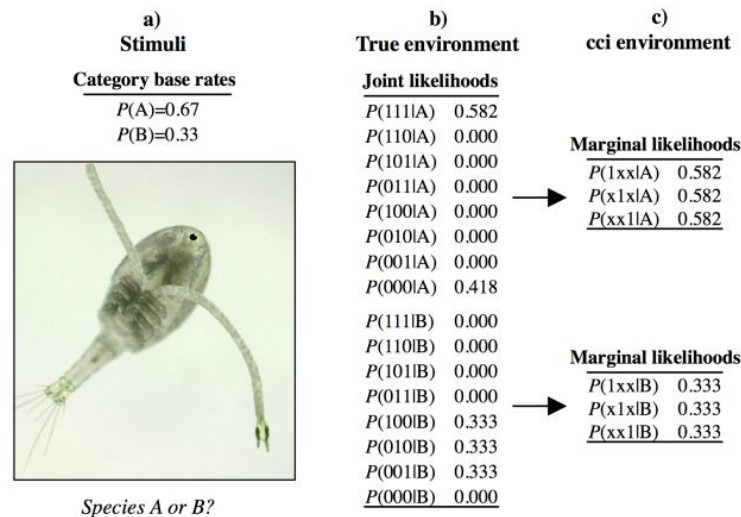 a)
Stimuli
Category base rates
P(A)=0.67
P(B)=0.33
Species A or B?
b)
True environment
Joint likelihoods
P(111|A) 0.582
P(110|A) 0.000
P(101|A) 0.000
P(011|A) 0.000
P(100|A) 0.000
P(010|A) 0.000
P(001|A) 0.000
P(000|A) 0.418
P(111|B) 0.000
P(110|B) 0.000
P(101|B) 0.000
P(011|B) 0.000
P(100|B) 0.333
P(010|B) 0.333
P(001|B) 0.333
P(000|B) 0.000
c)
cci environment
Marginal likelihoods
P(1xx|A) 0.582
P(x1x|A) 0.582
P(xx1|A) 0.582
Marginal likelihoods
P(1xx|B) 0.333
P(x1x|B) 0.333
P(xx1|B) 0.333